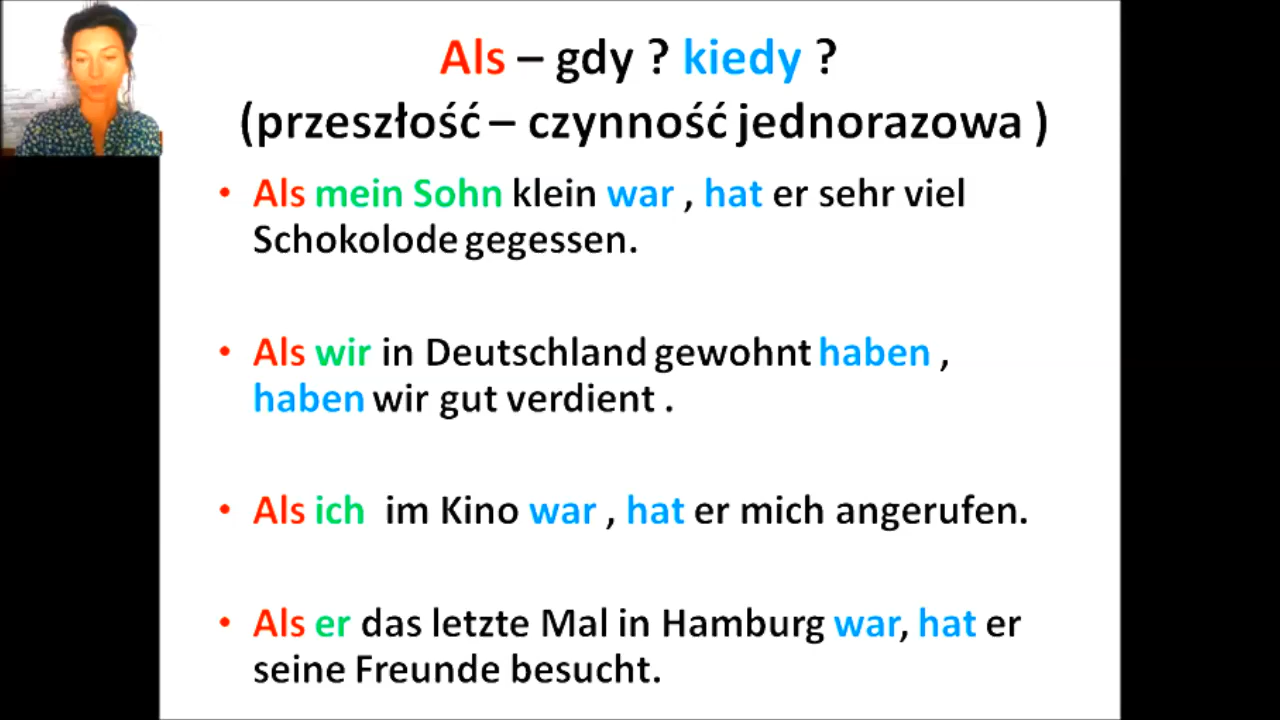 Als – gdy ? kiedy ?
(przeszłość – czynność jednorazowa )
• Als mein Sohn klein war , hat er sehr viel
Schokolode gegessen.
• Als wir in Deutschland gewohnt haben ,
haben wir gut verdient .
• Als ich im Kino war , hat er mich angerufen.
• Als er das letzte Mal in Hamburg war, hat er
seine Freunde besucht.